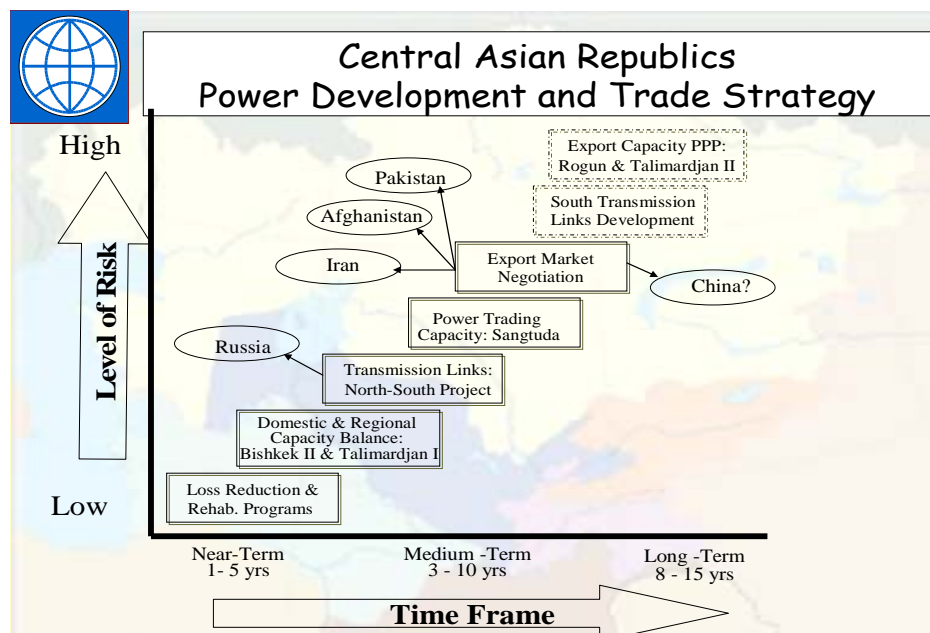 Central Asian Republics
Power Development and Trade Strategy
High
Export Capacity PPP:
Rogun & Talimardjan II
Pakistan
South Transmission
Links Development
Afghanistan
Export Market
Negotiation
Iran
China?
Level of Risk
Power Trading
Capacity: Sangtuda
Russia
Transmission Links:
North-South Project
Domestic & Regional
Capacity Balance:
Bishkek II & Talimardjan I
Loss Reduction &
Rehab. Programs
Low
Near-Term
1- 5 yrs
Medium -Term
3 - 10 yrs
Long -Term
8 - 15 yrs
Time Frame